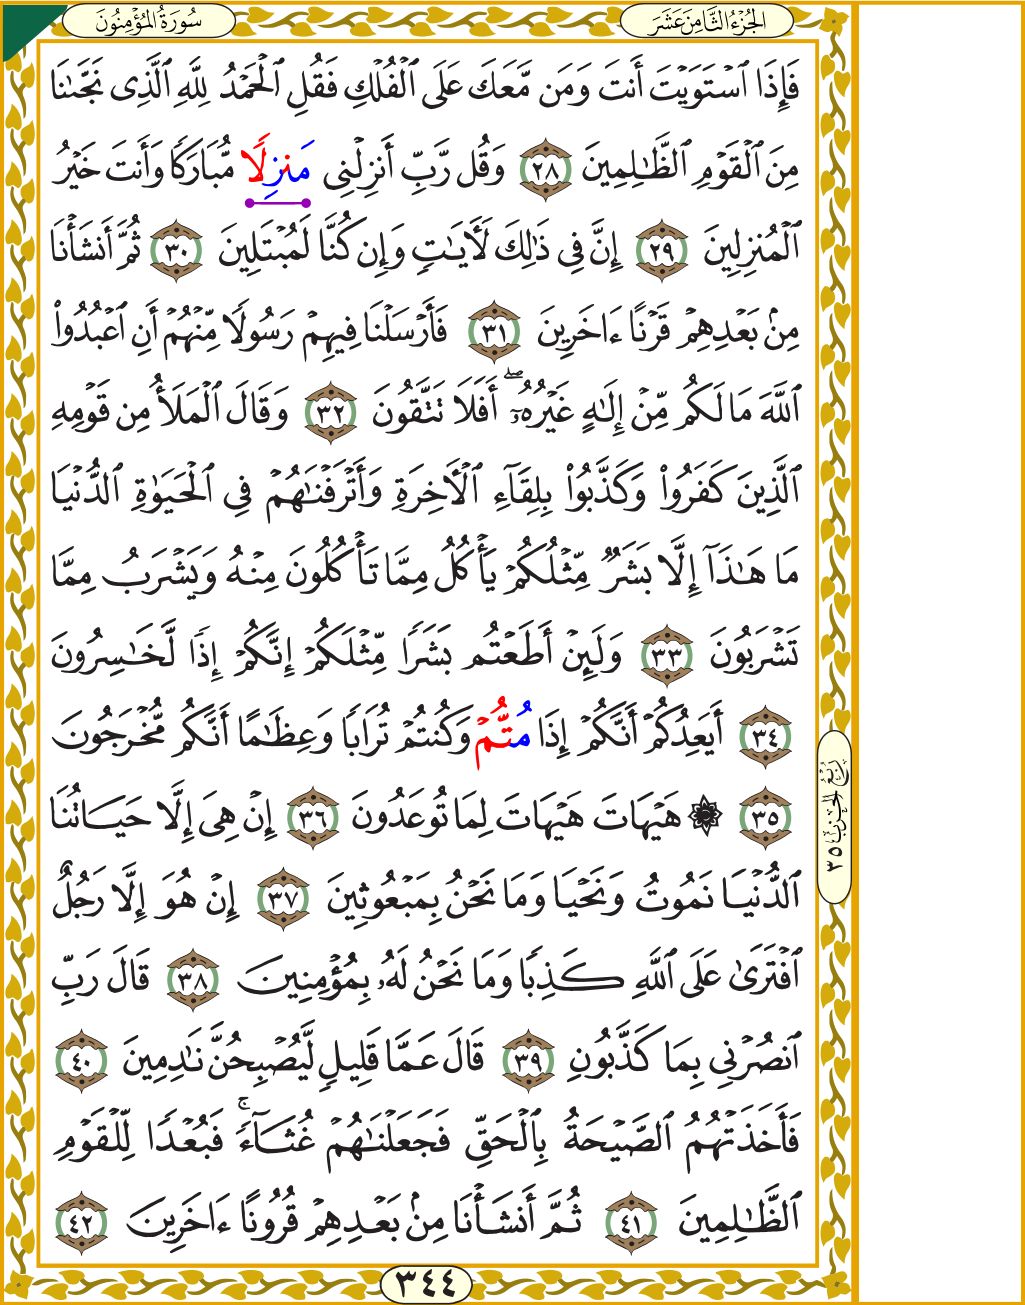 سُورَةُ المُؤْمِنُونَ
الجُزْءُ الثَّامِنَ عَشَرَ
فَإِذَا ٱسْتَوَيْتَ أَنتَ وَمَن مَّعَكَ عَلَى ٱلْفُلْكِ فَقُلِ ٱلْحَمْدُ لِلَّهِ ٱلَّذِى نَجَّىٰنَا
مِنَ ٱلْقَوْمِ ٱلظَّٰلِمِينَ ٢٨ وَقُل رَّبِّ أَنزِلْنِى مَنزِلًا مُّبَارَكًا وَأَنتَ خَيْرُ
ٱلْمُنزِلِينَ ٢٩ إِنَّ فِى ذَٰلِكَ لَـَٔايَٰتٍ وَإِن كُنَّا لَمُبْتَلِينَ ٣٠ ثُمَّ أَنشَأْنَا
مِنۢ بَعْدِهِمْ قَرْنًا ءَاخَرِينَ ٣١ فَأَرْسَلْنَا فِيهِمْ رَسُولًا مِّنْهُمْ أَنِ ٱعْبُدُوا۟
ٱللَّهَ مَا لَكُم مِّنْ إِلَٰهٍ غَيْرُهُۥٓ ۖ أَفَلَا تَتَّقُونَ ٣٢ وَقَالَ ٱلْمَلَأُ مِن قَوْمِهِ
ٱلَّذِينَ كَفَرُوا۟ وَكَذَّبُوا۟ بِلِقَآءِ ٱلْـَٔاخِرَةِ وَأَتْرَفْنَٰهُمْ فِى ٱلْحَيَوٰةِ ٱلدُّنْيَا
مَا هَٰذَآ إِلَّا بَشَرٌ مِّثْلُكُمْ يَأْكُلُ مِمَّا تَأْكُلُونَ مِنْهُ وَيَشْرَبُ مِمَّا
تَشْرَبُونَ ٣٣ وَلَئِنْ أَطَعْتُم بَشَرًا مِّثْلَكُمْ إِنَّكُمْ إِذًا لَّخَٰسِرُونَ
٣٤ أَيَعِدُكُمْ أَنَّكُمْ إِذَا مُتُّمْ وَكُنتُمْ تُرَابًا وَعِظَٰمًا أَنَّكُم مُّخْرَجُونَ
٣٥ ۞ هَيْهَاتَ هَيْهَاتَ لِمَا تُوعَدُونَ ٣٦ إِنْ هِىَ إِلَّا حَيَاتُنَا
ٱلدُّنْيَا نَمُوتُ وَنَحْيَا وَمَا نَحْنُ بِمَبْعُوثِينَ ٣٧ إِنْ هُوَ إِلَّا رَجُلٌ
ٱفْتَرَىٰ عَلَى ٱللَّهِ كَذِبًا وَمَا نَحْنُ لَهُۥ بِمُؤْمِنِينَ ٣٨ قَالَ رَبِّ
ٱنصُرْنِى بِمَا كَذَّبُونِ ٣٩ قَالَ عَمَّا قَلِيلٍ لَّيُصْبِحُنَّ نَٰدِمِينَ ٤٠
فَأَخَذَتْهُمُ ٱلصَّيْحَةُ بِٱلْحَقِّ فَجَعَلْنَٰهُمْ غُثَآءً ۚ فَبُعْدًا لِّلْقَوْمِ
ٱلظَّٰلِمِينَ ٤١ ثُمَّ أَنشَأْنَا مِنۢ بَعْدِهِمْ قُرُونًا ءَاخَرِينَ ٤٢
رُبْعُ الحِزْبِ ٣٥
٣٤٤